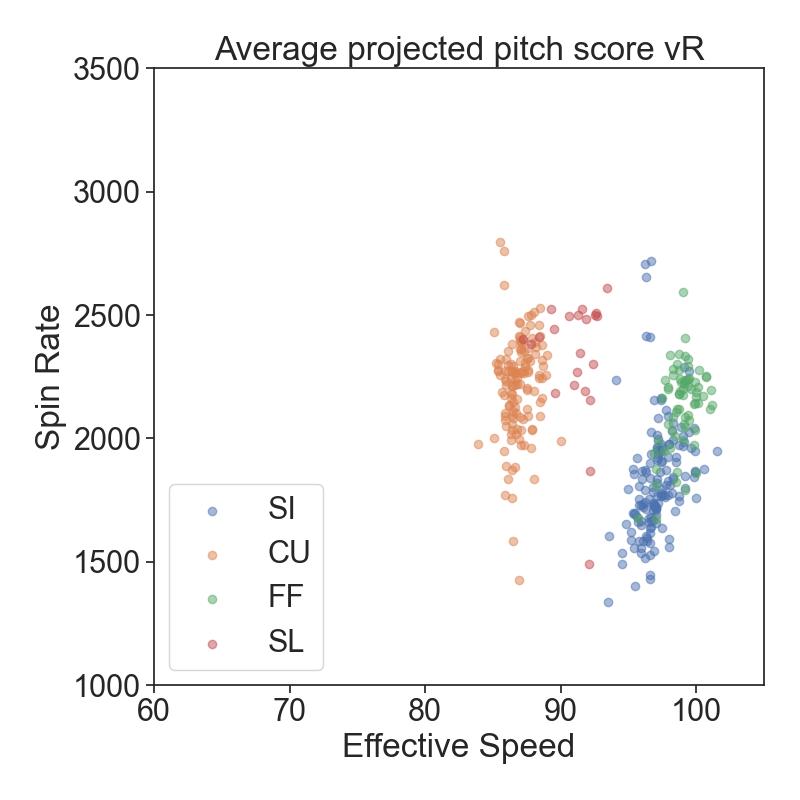 Average projected pitch score vR
3500
3000
2500
2000
1500
1000
Spin Rate
SI
CU
FF
SL
60 70 80 90 100
Effective Speed